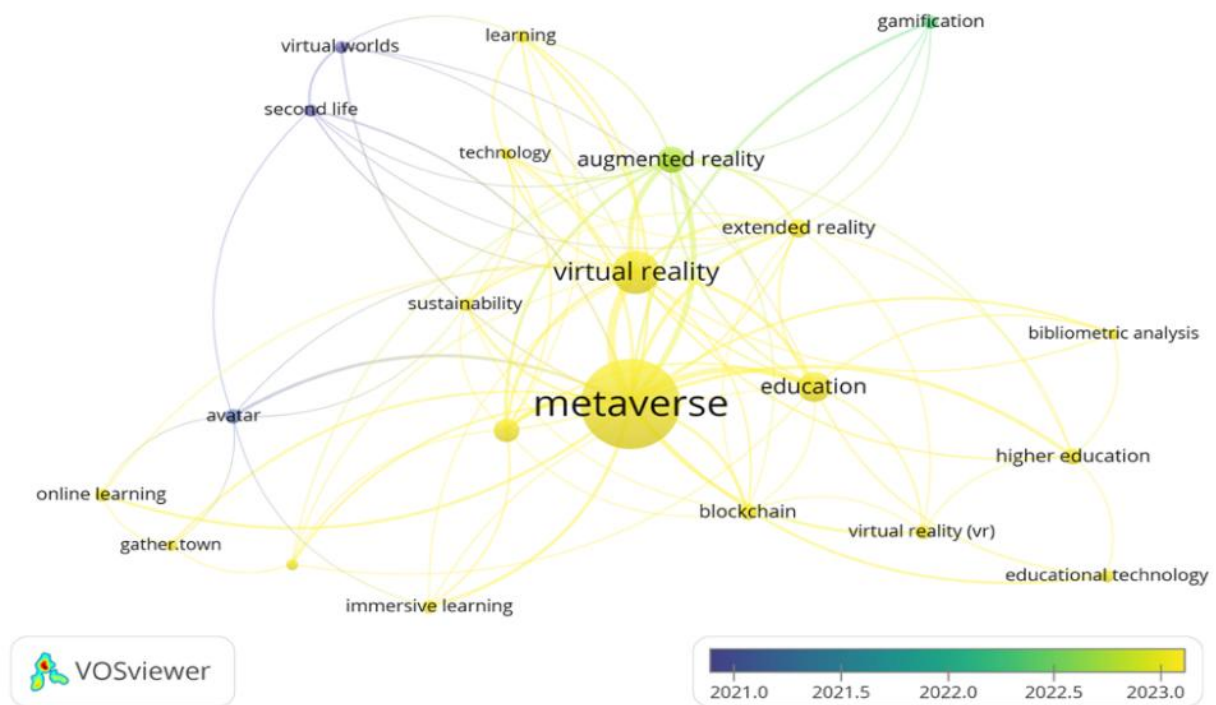 gamification
learning
virtual worlds
second life
technology
augmented reality
extended reality
virtual reality
sustainability
bibliometric analysis
education
metaverse
avatar
higher education
online learning
blockchain
virtual reality (vr)
gather.town
educational technology
immersive learning
VOSviewer
2021.0 2021.5 2022.0 2022.5 2023.0